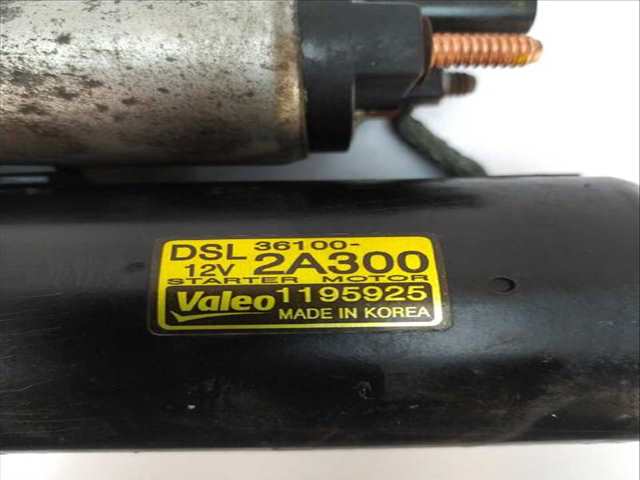 DSL 36100-
12V 2A300
STARTER MOTOR
Valeo 1195925
MADE IN KOREA